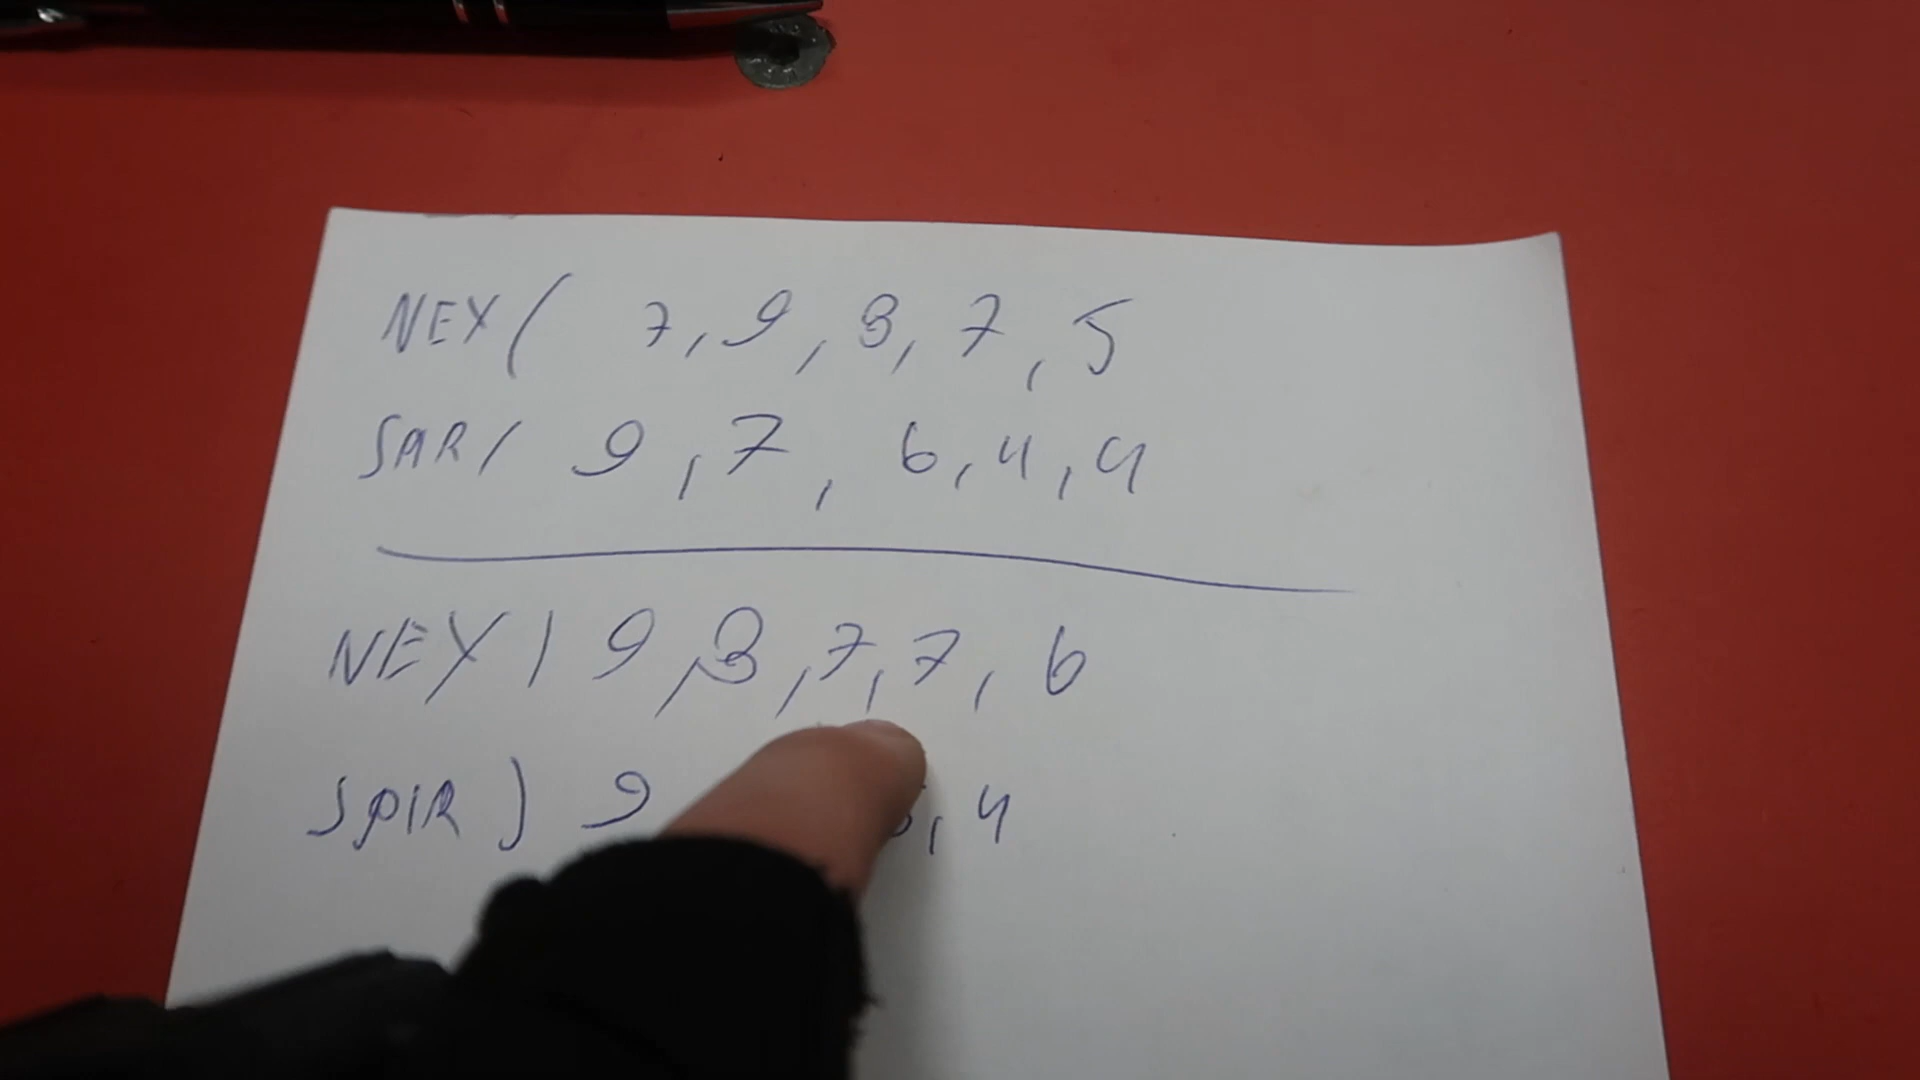 NEX ( 7, 9, 8, 7, 5
SAR / 9, 7, 6, 4, 4
NEX | 9, 8, 7, 7, 6
SPIR ) 9 , 4